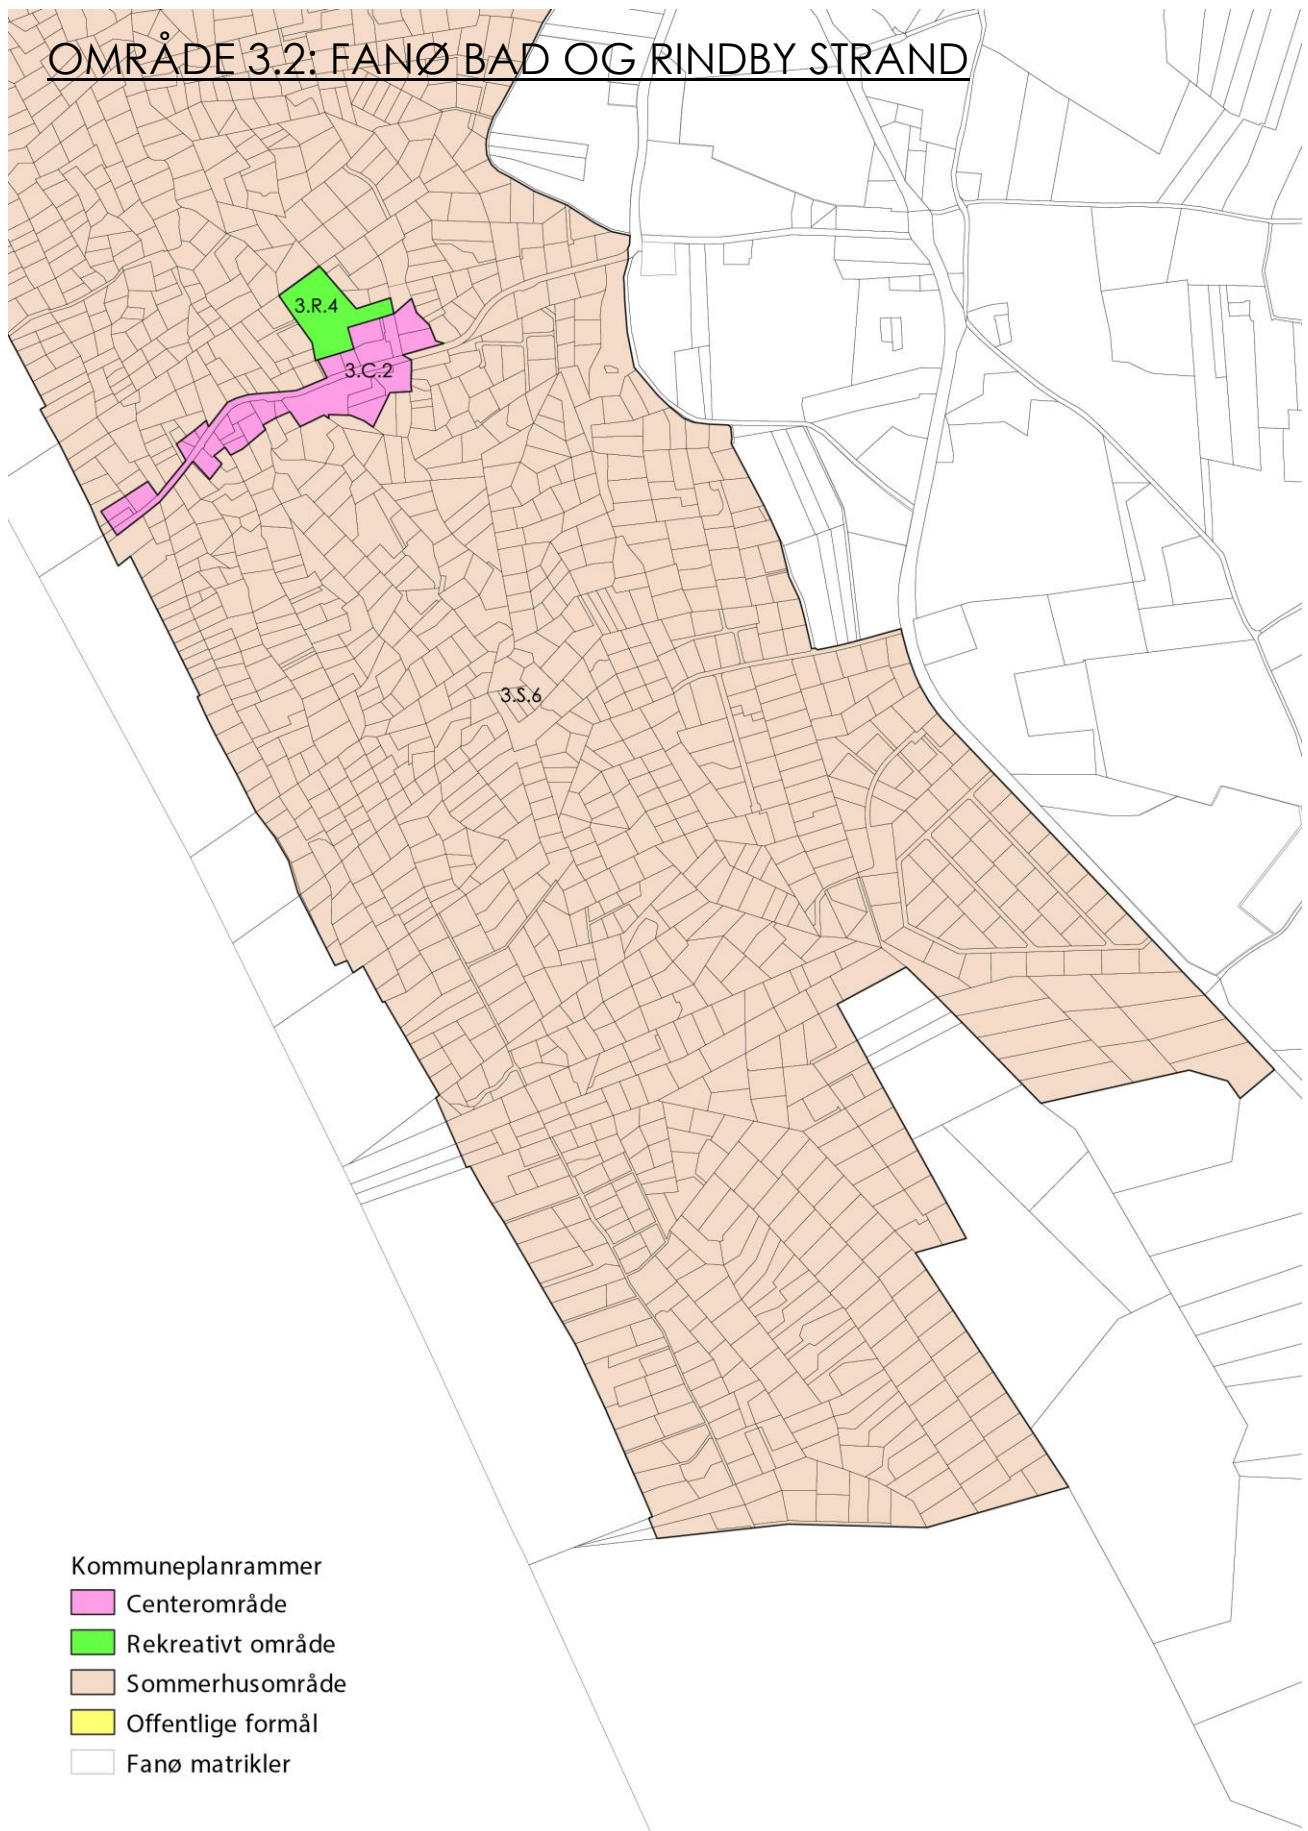 OMRÅDE 3.2: FANØ BAD OG RINDBY STRAND
3.R.4
3.C.2
3.S.6
Kommuneplanrammer
Centerområde
Rekreativt område
Sommerhusområde
Offentlige formål
Fanø matrikler